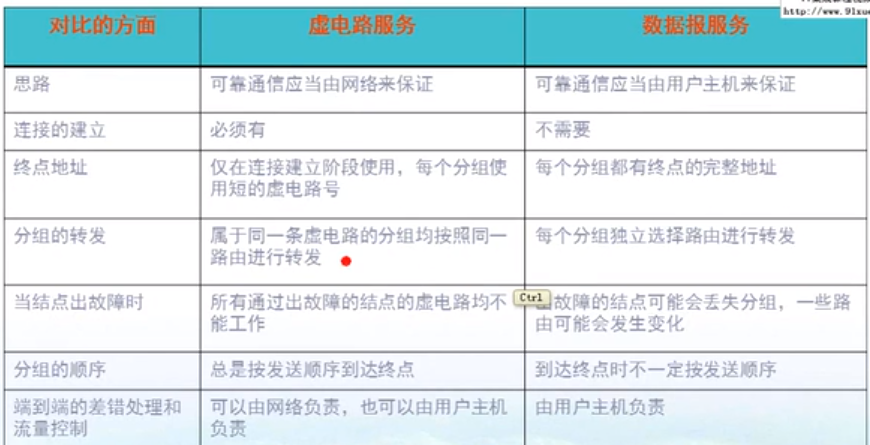 http://www.91xue
对比的方面 虚电路服务 数据报服务
思路 可靠通信应当由网络来保证 可靠通信应当由用户主机来保证
连接的建立 必须有 不需要
终点地址 仅在连接建立阶段使用，每个分组使 每个分组都有终点的完整地址
用短的虚电路号
分组的转发 属于同一条虚电路的分组均按照同一 每个分组独立选择路由进行转发
路由进行转发
当结点出故障时 所有通过出故障的结点的虚电路均不 Ctrl 故障的结点可能会丢失分组，一些路
能工作 由可能会发生变化
分组的顺序 总是按发送顺序到达终点 到达终点时不一定按发送顺序
端到端的差错处理和 可以由网络负责，也可以由用户主机 由用户主机负责
流量控制 负责